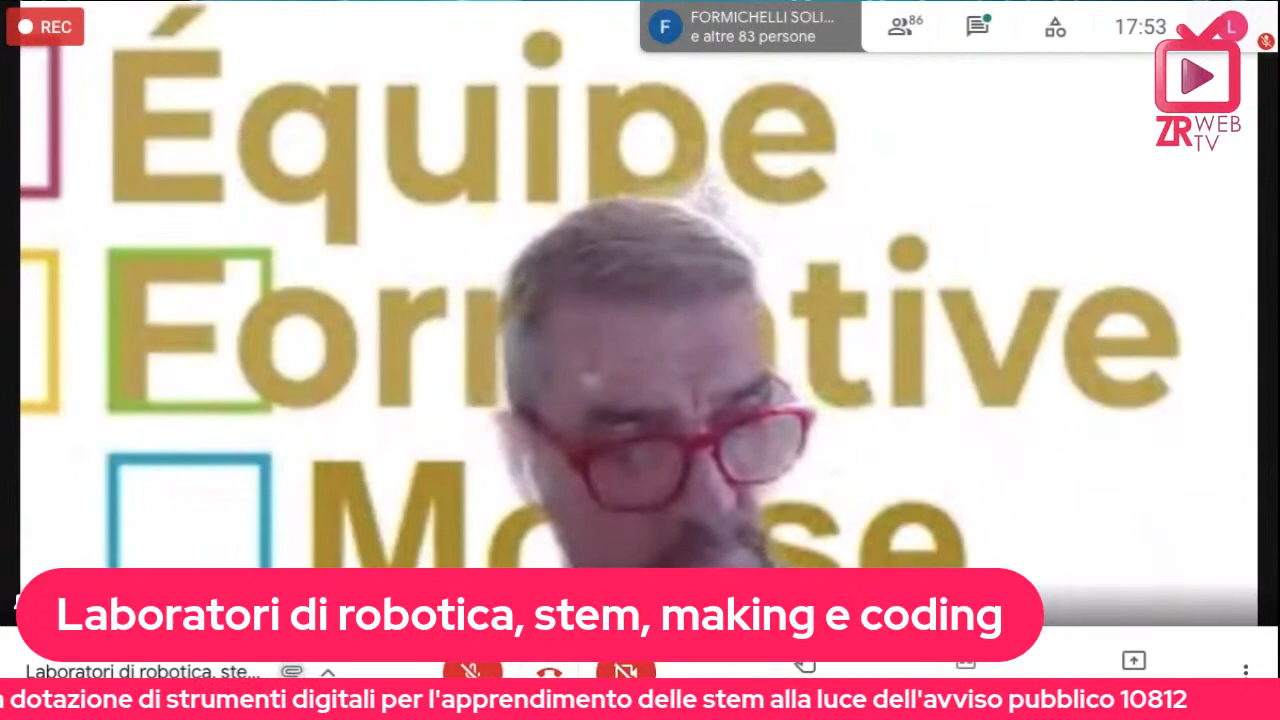 REC
FORMICHELLI SOLI...
e altre 83 persone
86
17:53
F
L
ZR WEB TV
Équipe
Formative
Laboratori di robotica, stem, making e coding
Laboratori di robotica, ste...
dotazione di strumenti digitali per l'apprendimento delle stem alla luce dell'avviso pubblico 10812